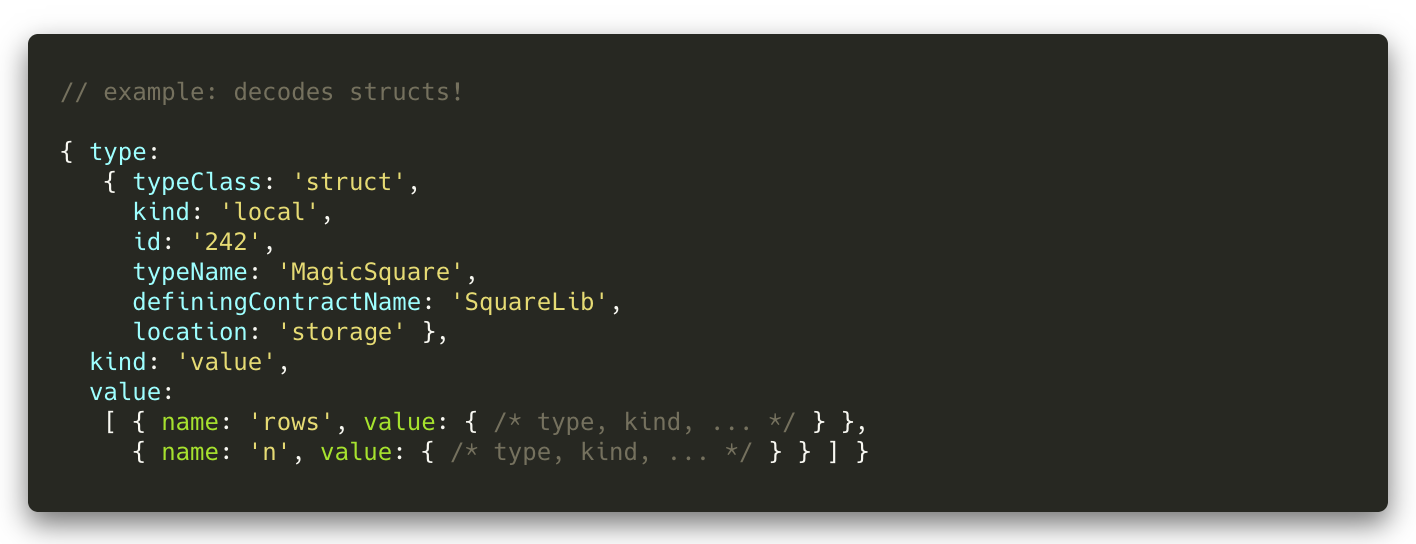 // example: decodes structs!
{ type:
{ typeClass: 'struct',
kind: 'local',
id: '242',
typeName: 'MagicSquare',
definingContractName: 'SquareLib',
location: 'storage' },
kind: 'value',
value:
[ { name: 'rows', value: { /* type, kind, ... */ } },
{ name: 'n', value: { /* type, kind, ... */ } } ] }